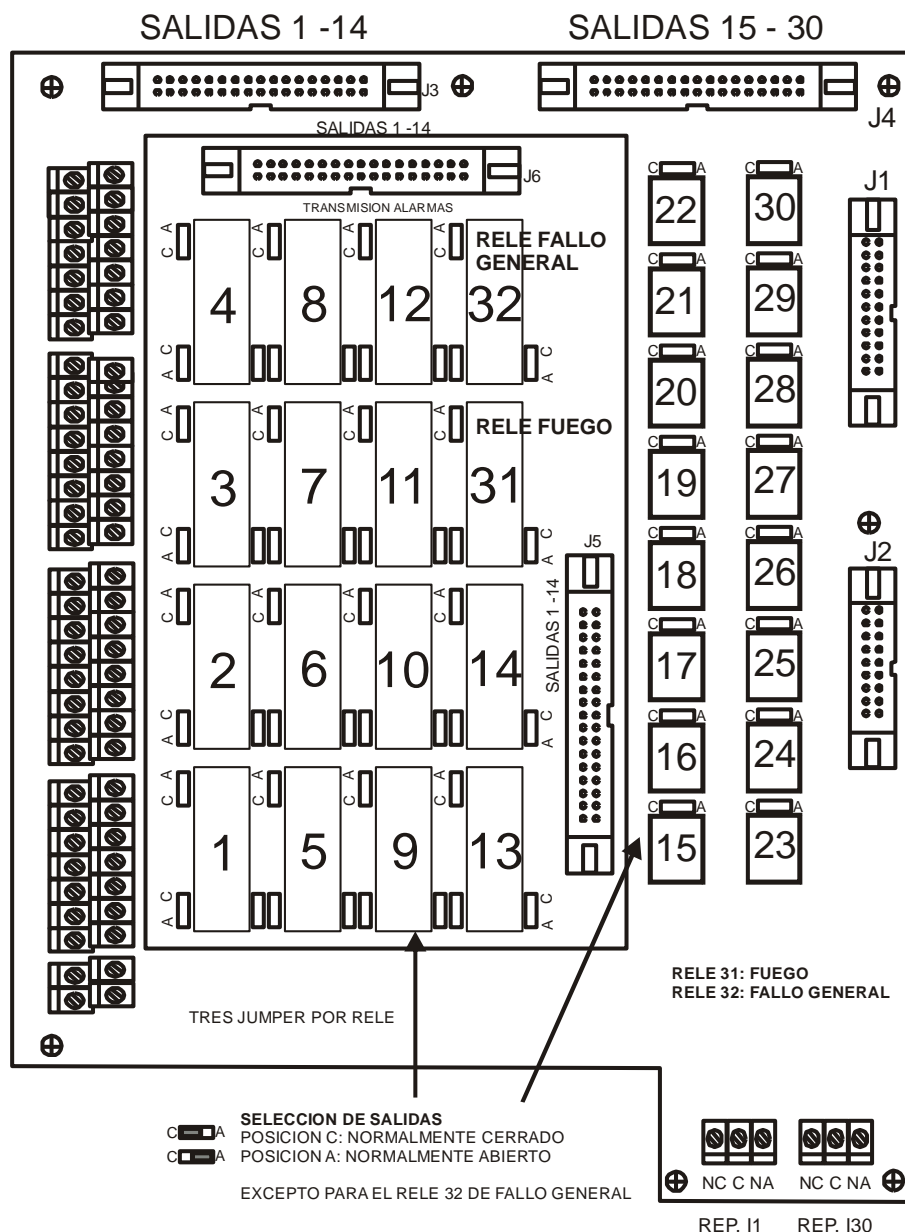 SALIDAS 1 -14 SALIDAS 15 - 30
J3
J4
SALIDAS 1 -14
J6
TRANSMISION ALARMAS
C A C A
22 30
J1
A C A C A C
RELE FALLO
GENERAL
4 8 12 32
C A C A
21 29
C A C A
C A C A
20 28
A C A C A C
RELE FUEGO
3 7 11 31
C A C A
19 27
C A C A
J5
SALIDAS 1 -14
C A C A
18 26
J2
A C A C A C
2 6 10 14
C A C A
17 25
C A C A
C A C A
16 24
A C A C A C
1 5 9 13
C A C A
15 23
C A C A
RELE 31: FUEGO
RELE 32: FALLO GENERAL
TRES JUMPER POR RELE
SELECCION DE SALIDAS
C A POSICION C: NORMALMENTE CERRADO
C A POSICION A: NORMALMENTE ABIERTO
EXCEPTO PARA EL RELE 32 DE FALLO GENERAL
NC C NA NC C NA
REP. I1 REP. I30